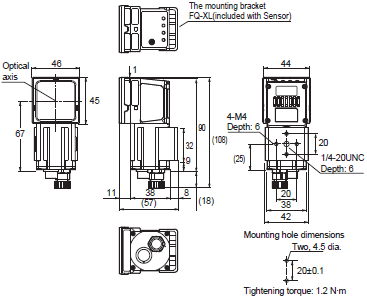 The mounting bracket
FQ-XL(included with Sensor)
46
Optical
axis
45
67
1
90
(108)
32
9
11
38
8
(57)
(18)
44
4-M4
Depth: 6
20
1/4-20UNC
Depth: 6
(25)
20
38
42
Mounting hole dimensions
Two, 4.5 dia.
20±0.1
Tightening torque: 1.2 N·m